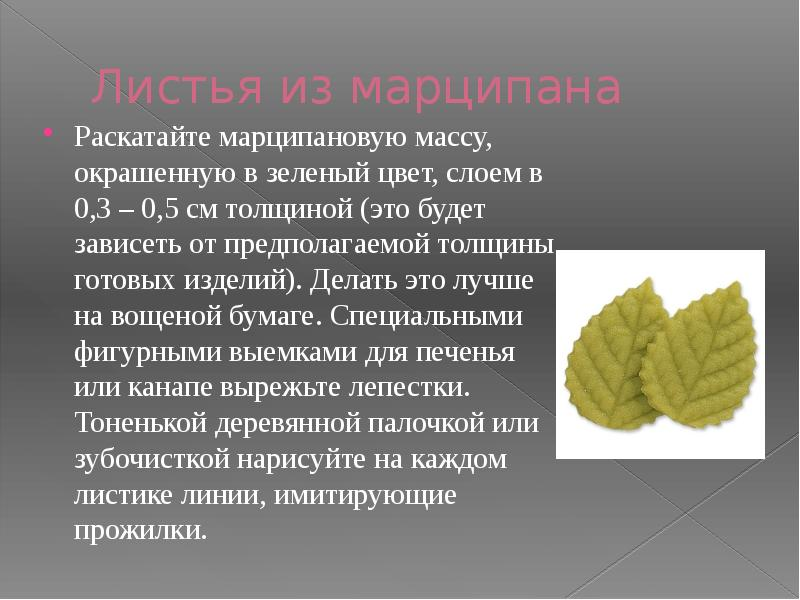 Листья из марципана
• Раскатайте марципановую массу,
окрашенную в зеленый цвет, слоем в
0,3 – 0,5 см толщиной (это будет
зависеть от предполагаемой толщины
готовых изделий). Делать это лучше
на вощеной бумаге. Специальными
фигурными выемками для печенья
или канапе вырежьте лепестки.
Тоненькой деревянной палочкой или
зубочисткой нарисуйте на каждом
листике линии, имитирующие
прожилки.